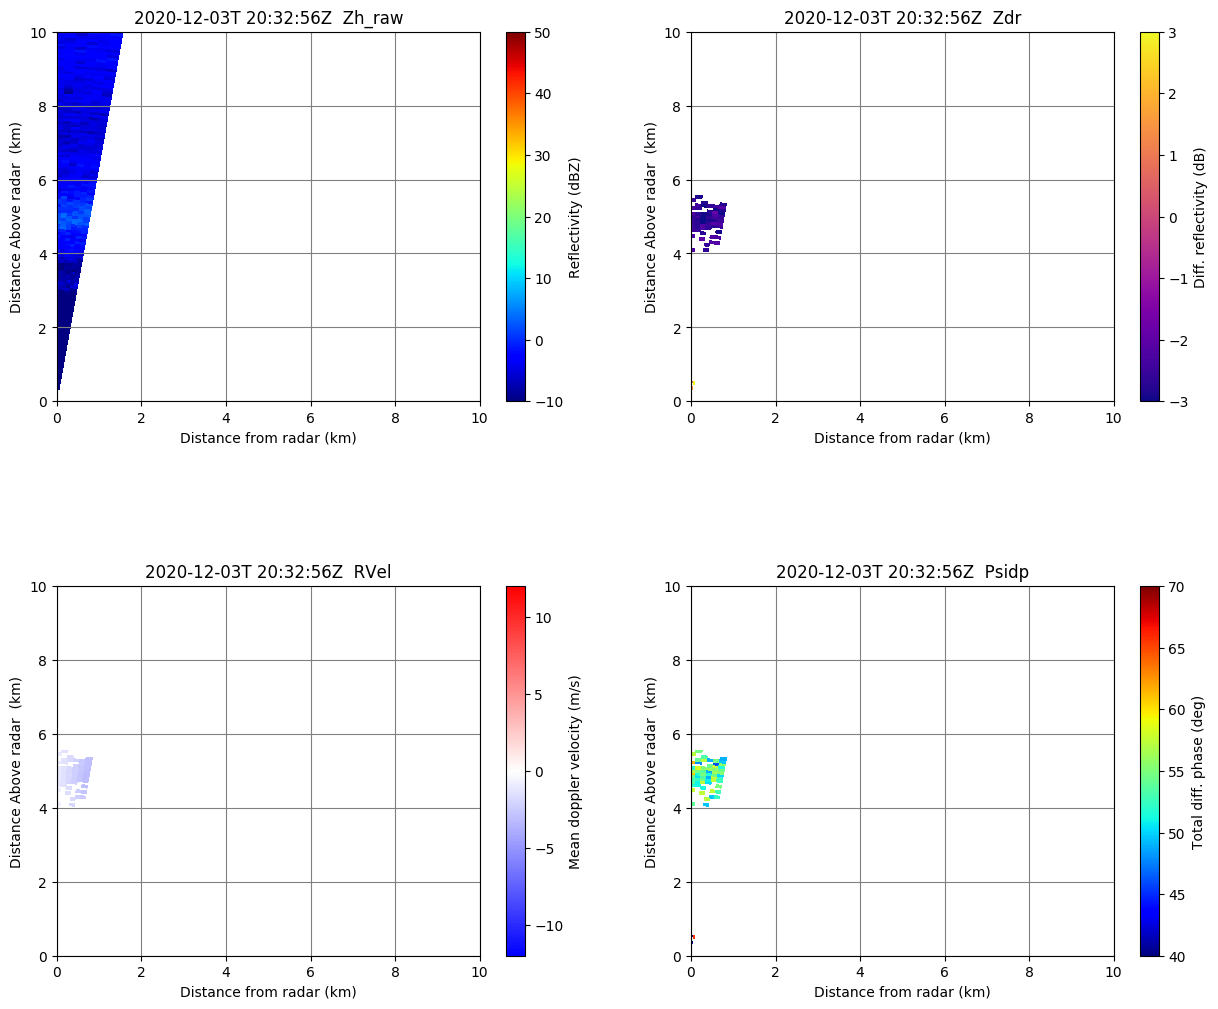 2020-12-03T 20:32:56Z  Zh_raw
10
8
6
4
2
0
0 2 4 6 8 10
Distance from radar (km)
Distance Above radar  (km)
50
40
30
20
10
0
−10
Reflectivity (dBZ)
2020-12-03T 20:32:56Z  Zdr
10
8
6
4
2
0
0 2 4 6 8 10
Distance from radar (km)
Distance Above radar  (km)
3
2
1
0
−1
−2
−3
Diff. reflectivity (dB)
2020-12-03T 20:32:56Z  RVel
10
8
6
4
2
0
0 2 4 6 8 10
Distance from radar (km)
Distance Above radar  (km)
10
5
0
−5
−10
Mean doppler velocity (m/s)
2020-12-03T 20:32:56Z  Psidp
10
8
6
4
2
0
0 2 4 6 8 10
Distance from radar (km)
Distance Above radar  (km)
70
65
60
55
50
45
40
Total diff. phase (deg)